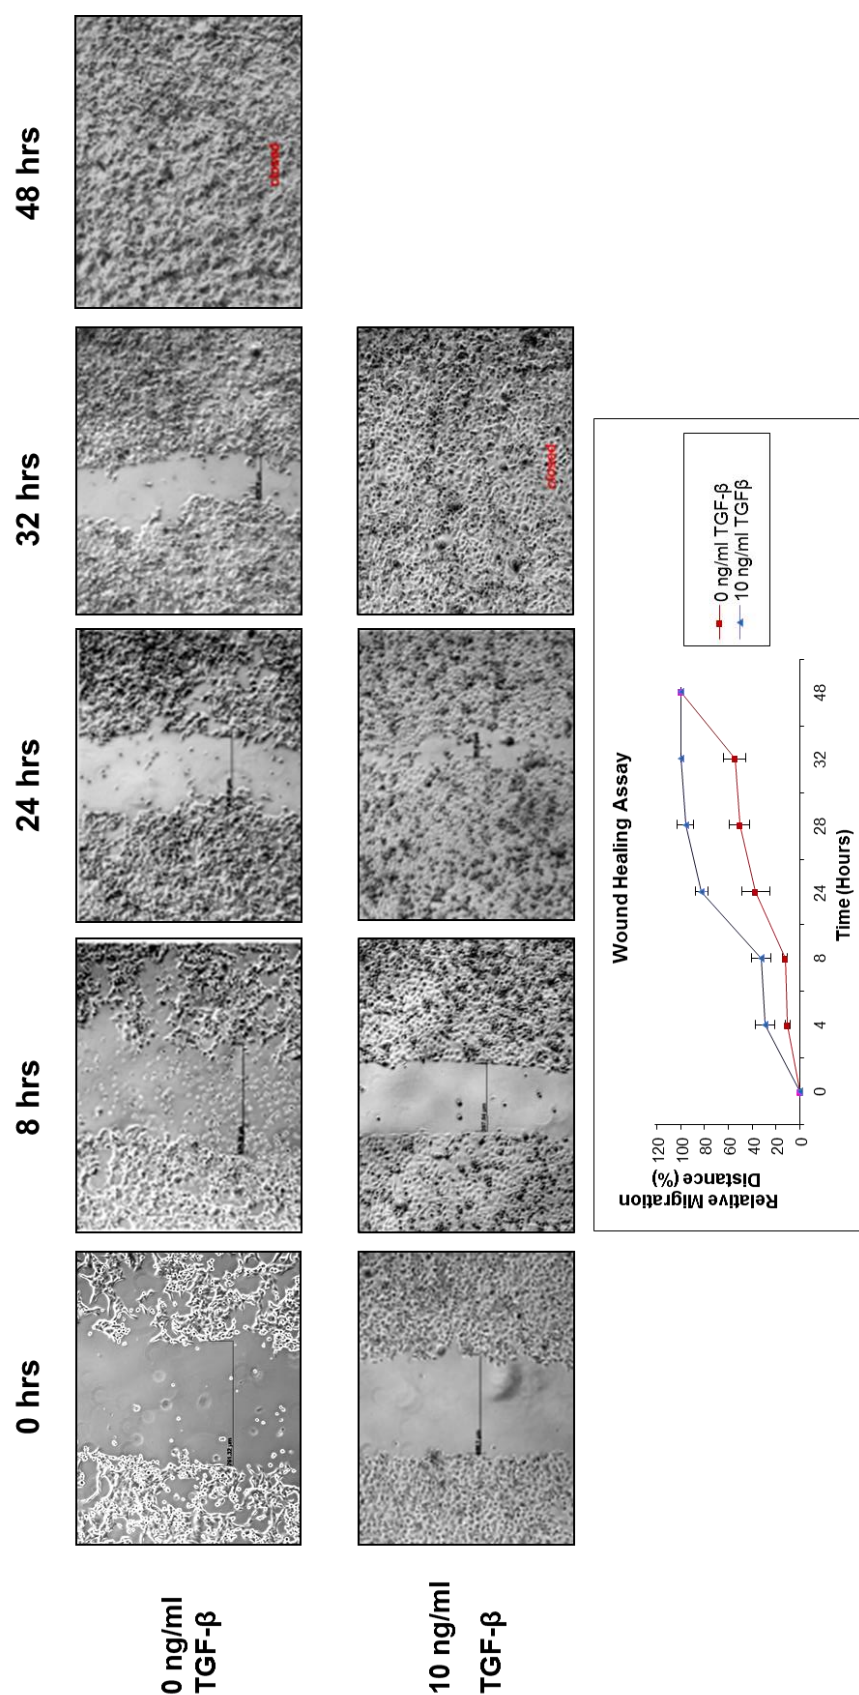 0 hrs
8 hrs
24 hrs
32 hrs
48 hrs
0 ng/ml
TGF-β
closed
10 ng/ml
TGF-β
closed
Wound Healing Assay
Relative Migration
Distance (%)
120
100
80
60
40
20
0
0
4
8
24
28
32
48
Time (Hours)
0 ng/ml TGF-β
10 ng/ml TGFβ